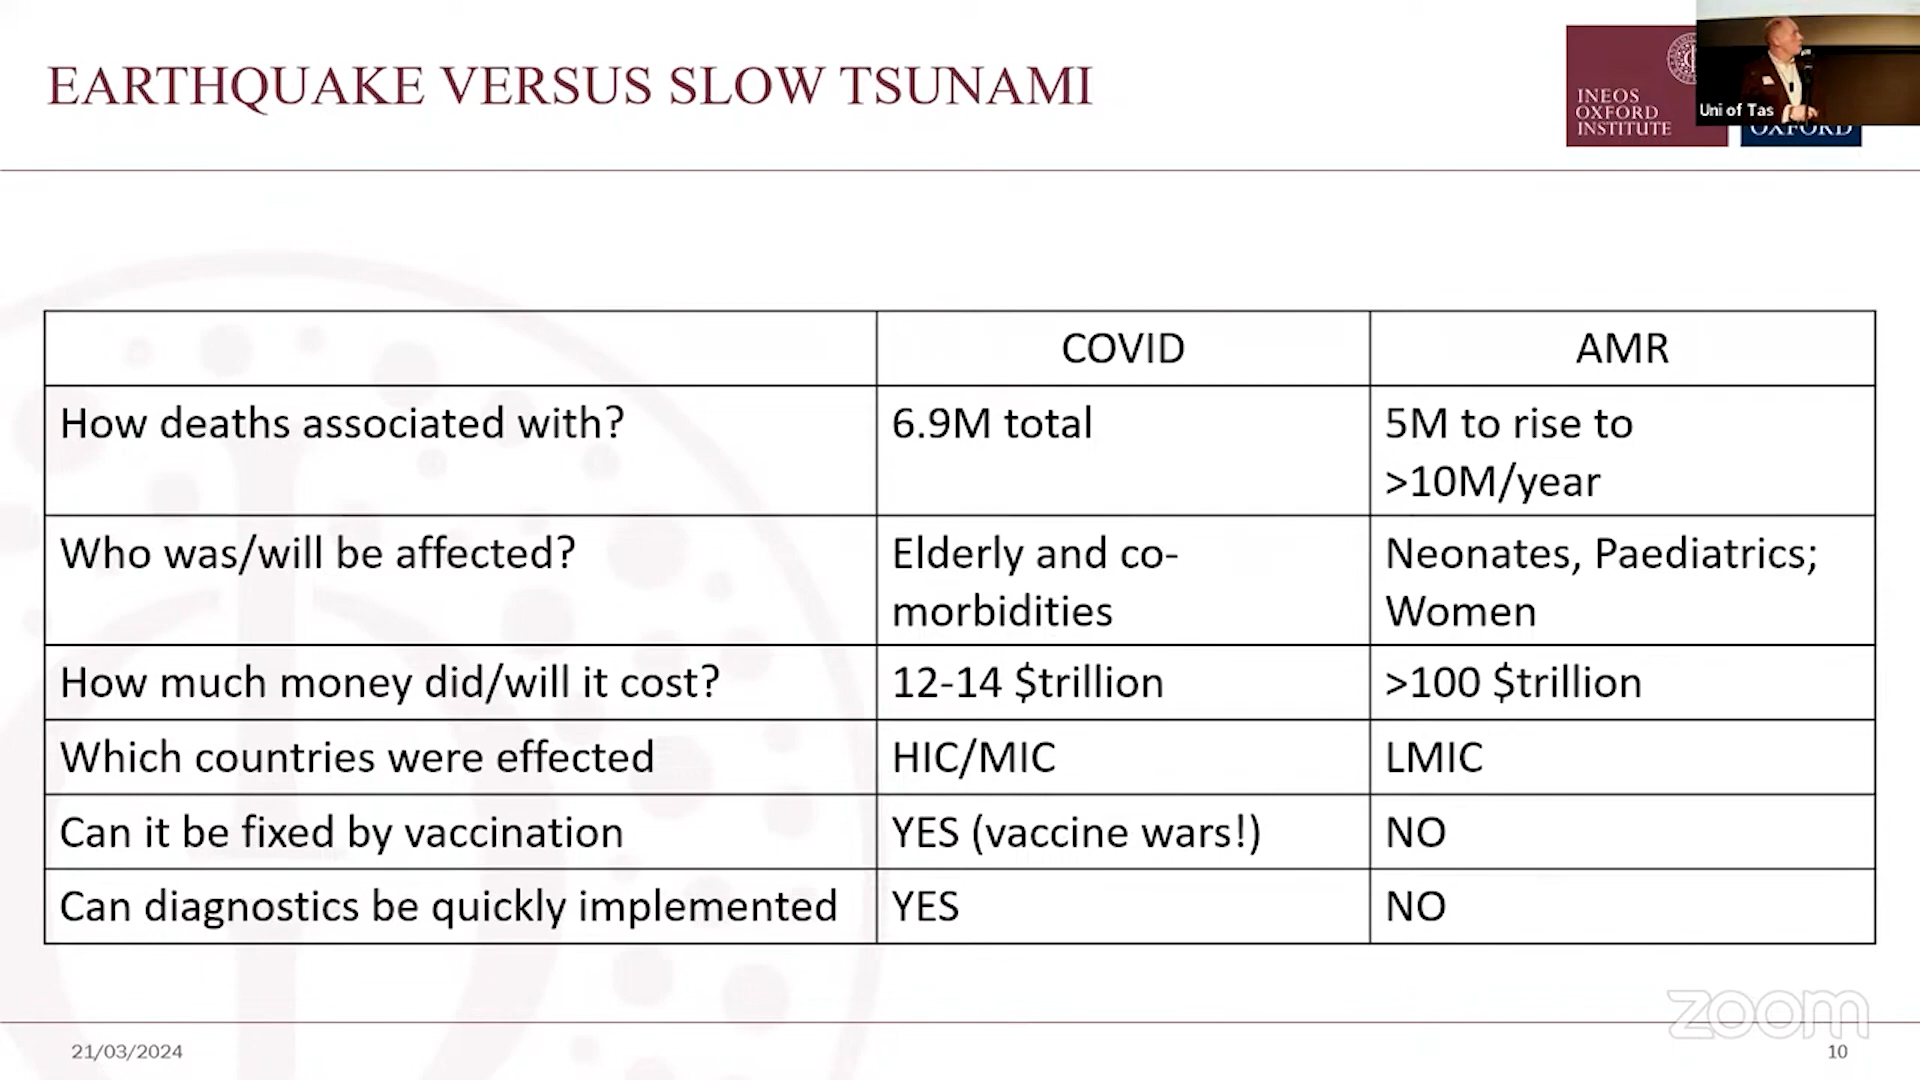 EARTHQUAKE VERSUS SLOW TSUNAMI
INEOS
OXFORD
INSTITUTE
Uni of Tas
OXFORD
COVID
AMR
How deaths associated with?
6.9M total
5M to rise to
>10M/year
Who was/will be affected?
Elderly and co-
morbidities
Neonates, Paediatrics;
Women
How much money did/will it cost?
12-14 $trillion
>100 $trillion
Which countries were effected
HIC/MIC
LMIC
Can it be fixed by vaccination
YES (vaccine wars!)
NO
Can diagnostics be quickly implemented
YES
NO
zoom
21/03/2024
10